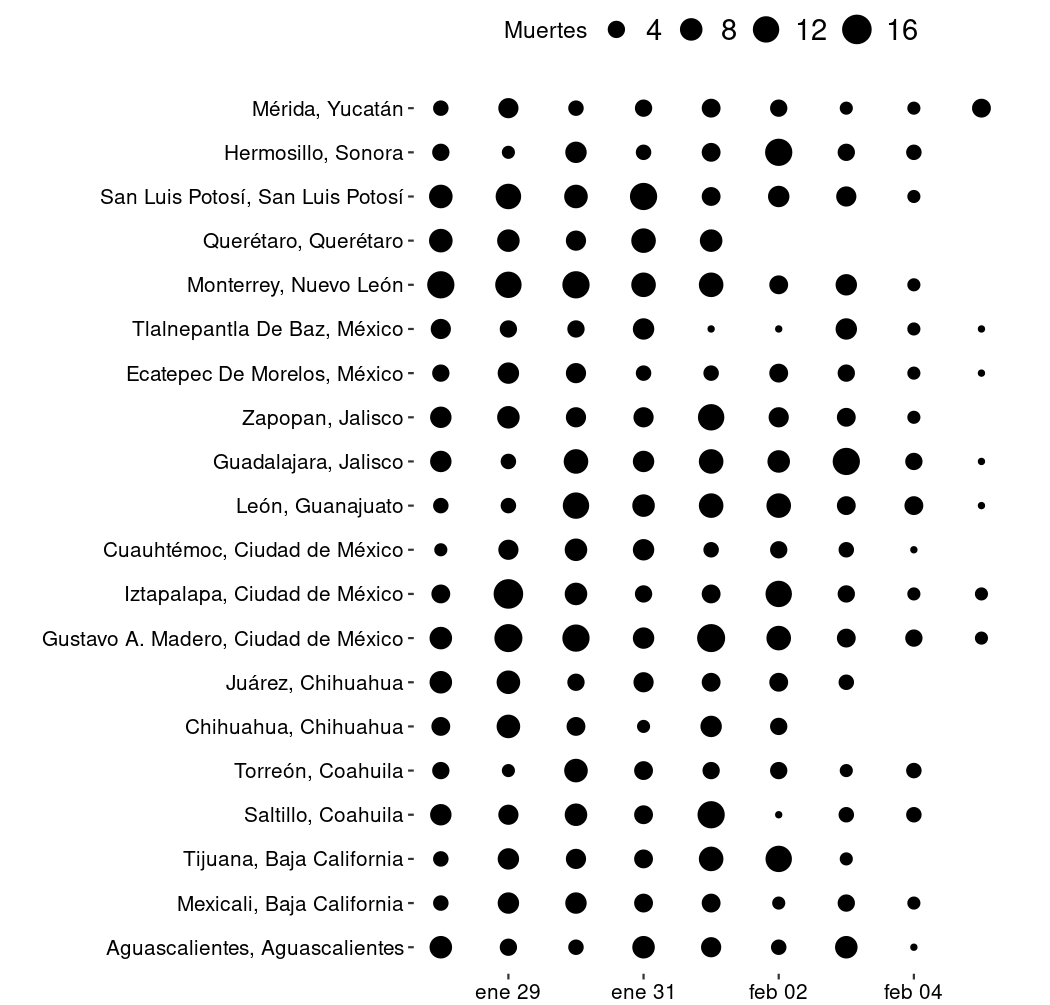 Muertes 4 8 12 16
Mérida, Yucatán
Hermosillo, Sonora
San Luis Potosí, San Luis Potosí
Querétaro, Querétaro
Monterrey, Nuevo León
Tlalnepantla De Baz, México
Ecatepec De Morelos, México
Zapopan, Jalisco
Guadalajara, Jalisco
León, Guanajuato
Cuauhtémoc, Ciudad de México
Iztapalapa, Ciudad de México
Gustavo A. Madero, Ciudad de México
Juárez, Chihuahua
Chihuahua, Chihuahua
Torreón, Coahuila
Saltillo, Coahuila
Tijuana, Baja California
Mexicali, Baja California
Aguascalientes, Aguascalientes
ene 29 ene 31 feb 02 feb 04